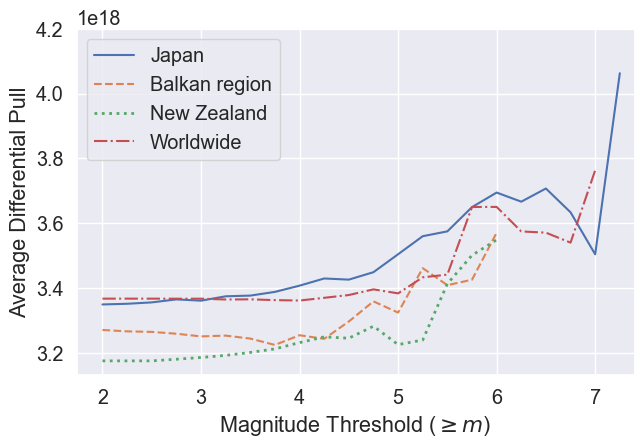 1e18
4.2
4.0
3.8
3.6
3.4
3.2
Average Differential Pull
Japan
Balkan region
New Zealand
Worldwide
2 3 4 5 6 7
Magnitude Threshold (≥ m)